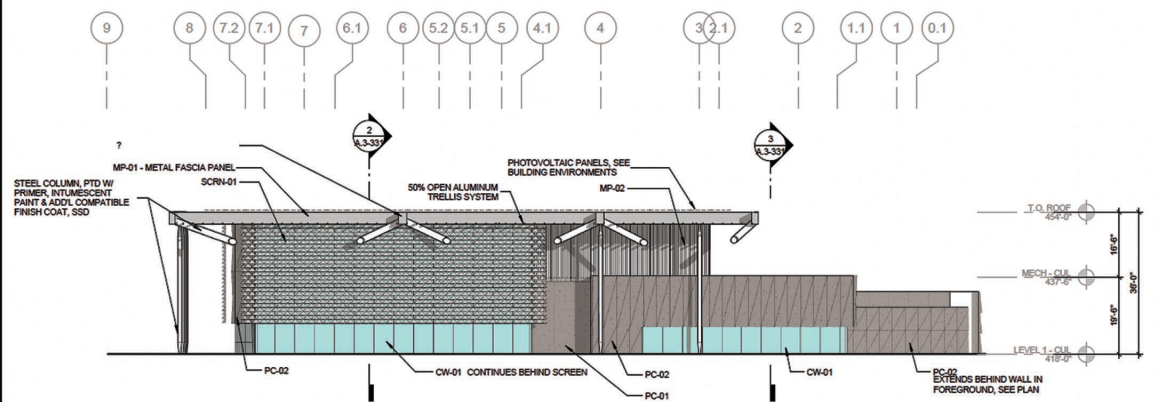 9
8
7.2
7.1
7
6.1
6
5.2
5.1
5
4.1
4
3
2.1
2
1.1
1
0.1
2
A.3-331
3
A.3-331
?
MP-01 - METAL FASCIA PANEL
SCRN-01
STEEL COLUMN, PTD W/
PRIMER, INTUMESCENT
PAINT & ADD'L COMPATIBLE
FINISH COAT, SSD
50% OPEN ALUMINUM
TRELLIS SYSTEM
PHOTOVOLTAIC PANELS, SEE
BUILDING ENVIRONMENTS
MP-02
T.O. ROOF
454'-0"
16'-6"
MECH - CUL
437'-6"
36'-0"
19'-6"
LEVEL 1 - CUL
418'-0"
PC-02
CW-01 CONTINUES BEHIND SCREEN
PC-01
PC-02
CW-01
PC-02
EXTENDS BEHIND WALL IN
FOREGROUND, SEE PLAN